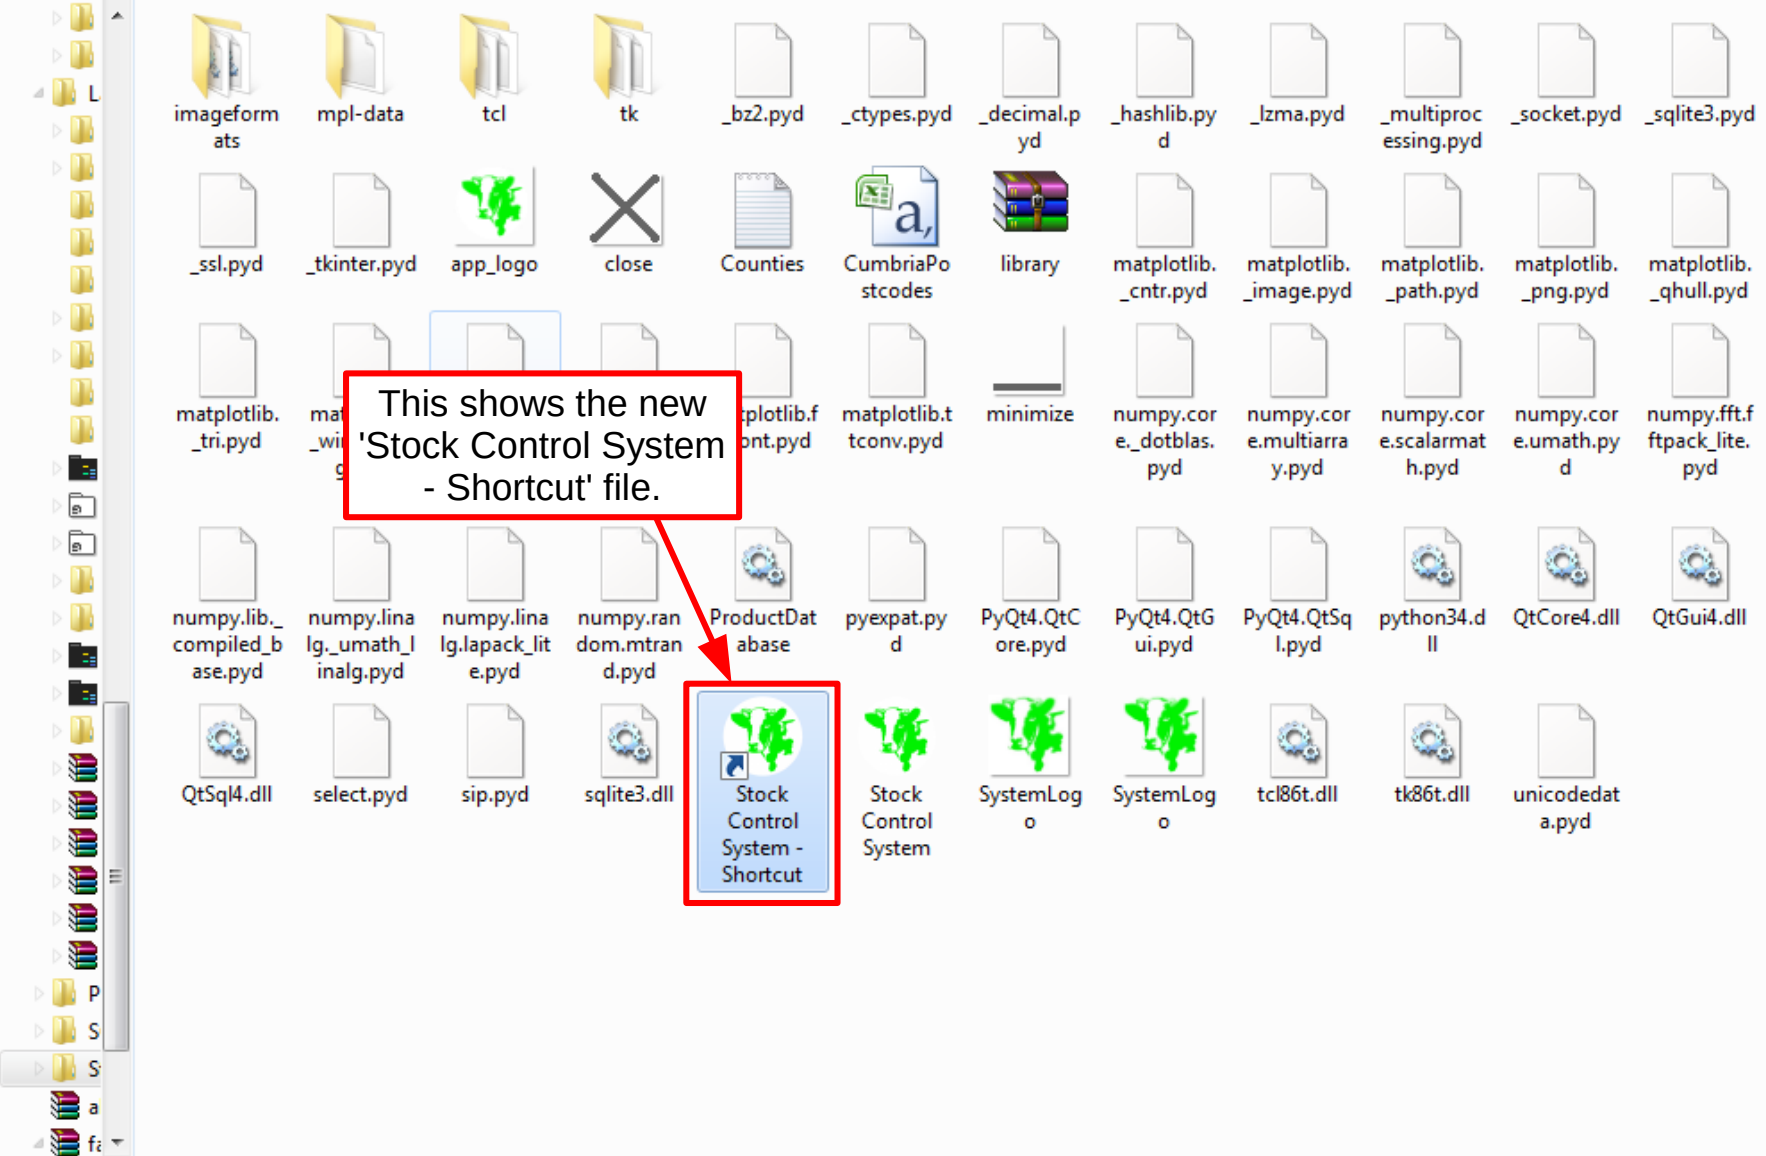 L
imageform
ats
mpl-data
tcl
tk
_bz2.pyd
_ctypes.pyd
_decimal.p
yd
_hashlib.py
d
_lzma.pyd
_multiproc
essing.pyd
_socket.pyd
_sqlite3.pyd
_ssl.pyd
_tkinter.pyd
app_logo
close
Counties
CumbriaPo
stcodes
library
matplotlib.
_cntr.pyd
matplotlib.
_image.pyd
matplotlib.
_path.pyd
matplotlib.
_png.pyd
matplotlib.
_qhull.pyd
matplotlib.
_tri.pyd
This shows the new
'Stock Control System
- Shortcut' file.
matplotlib.t
tconv.pyd
minimize
numpy.cor
e._dotblas.
pyd
numpy.cor
e.multiarra
y.pyd
numpy.cor
e.scalarmat
h.pyd
numpy.cor
e.umath.py
d
numpy.fft.f
ftpack_lite.
pyd
numpy.lib._
compiled_b
ase.pyd
numpy.lina
lg._umath_l
inalg.pyd
numpy.lina
lg.lapack_lit
e.pyd
numpy.ran
dom.mtran
d.pyd
ProductDat
abase
pyexpat.py
d
PyQt4.QtC
ore.pyd
PyQt4.QtG
ui.pyd
PyQt4.QtSq
l.pyd
python34.d
ll
QtCore4.dll
QtGui4.dll
QtSql4.dll
select.pyd
sip.pyd
sqlite3.dll
Stock
Control
System -
Shortcut
Stock
Control
System
SystemLog
o
SystemLog
o
tcl86t.dll
tk86t.dll
unicodedat
a.pyd
P
S
S
a
fa